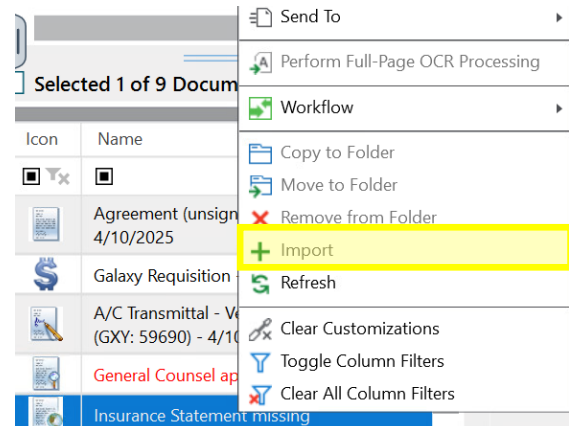 Send To
Perform Full-Page OCR Processing
Selected 1 of 9 Docum
Workflow
Icon
Name
Copy to Folder
Move to Folder
Remove from Folder
Import
Refresh
Clear Customizations
Toggle Column Filters
Clear All Column Filters
Agreement (unsign
4/10/2025
Galaxy Requisition
A/C Transmittal - Ve
(GXY: 59690) - 4/10
General Counsel ap
Insurance Statement missing